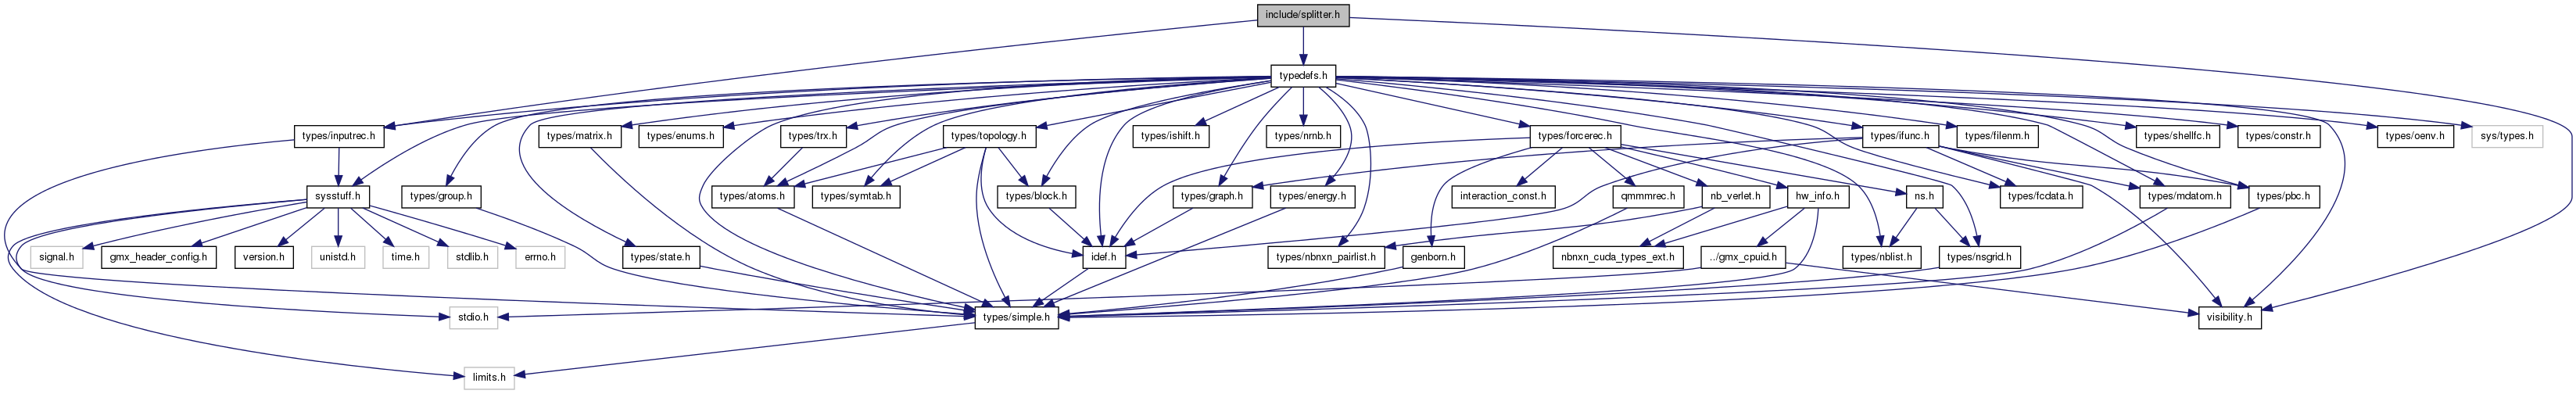 include/splitter.h
typedefs.h
types/inputrec.h
types/matrix.h
types/enums.h
types/trx.h
types/topology.h
types/ishift.h
types/nrnb.h
types/forcerec.h
types/ifunc.h
types/filenm.h
types/shellfc.h
types/constr.h
types/oenv.h
sys/types.h
sysstuff.h
types/group.h
types/atoms.h
types/symtab.h
types/block.h
types/graph.h
types/energy.h
interaction_const.h
qmmmrec.h
nb_verlet.h
hw_info.h
ns.h
types/fcdata.h
types/mdatom.h
types/pbc.h
signal.h
gmx_header_config.h
version.h
unistd.h
time.h
stdlib.h
errno.h
types/state.h
idef.h
types/nbnxn_pairlist.h
genborn.h
nbnxn_cuda_types_ext.h
../gmx_cpuid.h
types/nblist.h
types/nsgrid.h
stdio.h
types/simple.h
visibility.h
limits.h